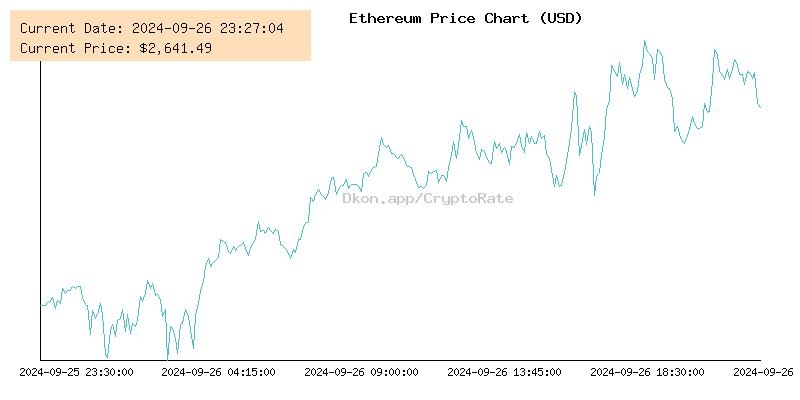 Ethereum Price Chart (USD)
Current Date: 2024-09-26 23:27:04
Current Price: $2,641.49
Dkon.app/CryptoRate
2024-09-25 23:30:00 2024-09-26 04:15:00 2024-09-26 09:00:00 2024-09-26 13:45:00 2024-09-26 18:30:00 2024-09-26